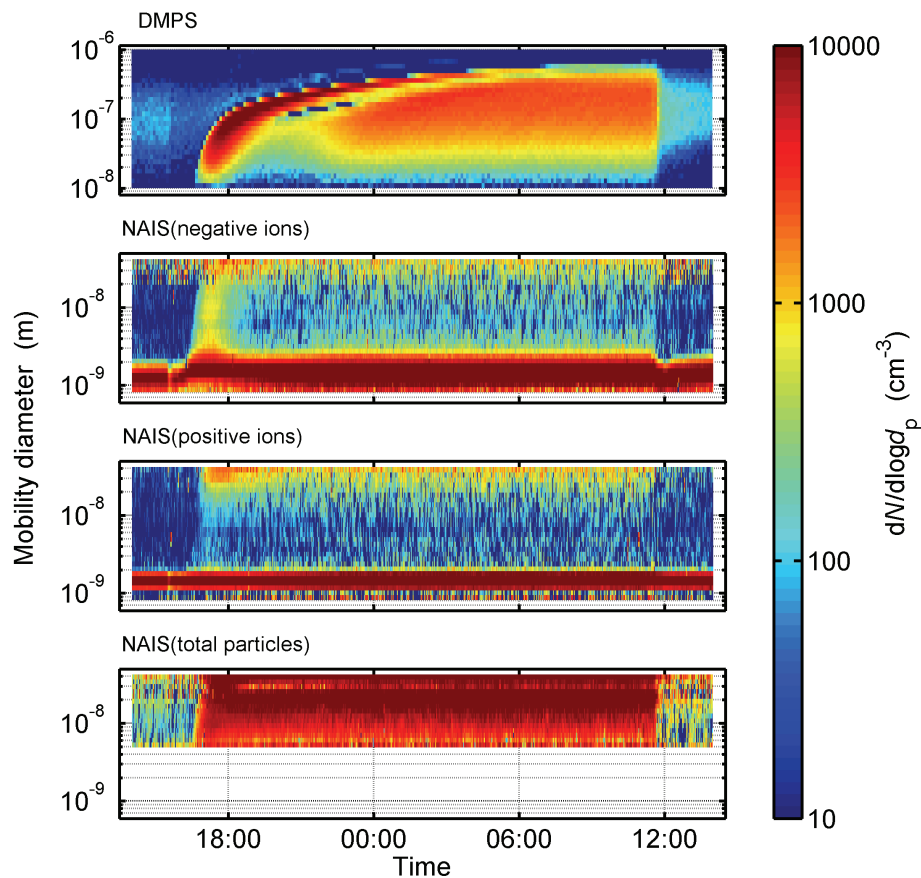 DMPS
10^-6
10^-7
10^-8
NAIS(negative ions)
10^-8
10^-9
NAIS(positive ions)
10^-8
10^-9
NAIS(total particles)
10^-8
10^-9
18:00 00:00 06:00 12:00
Time
Mobility diameter (m)
10000
1000
100
10
dN/dlogd_p (cm^-3)